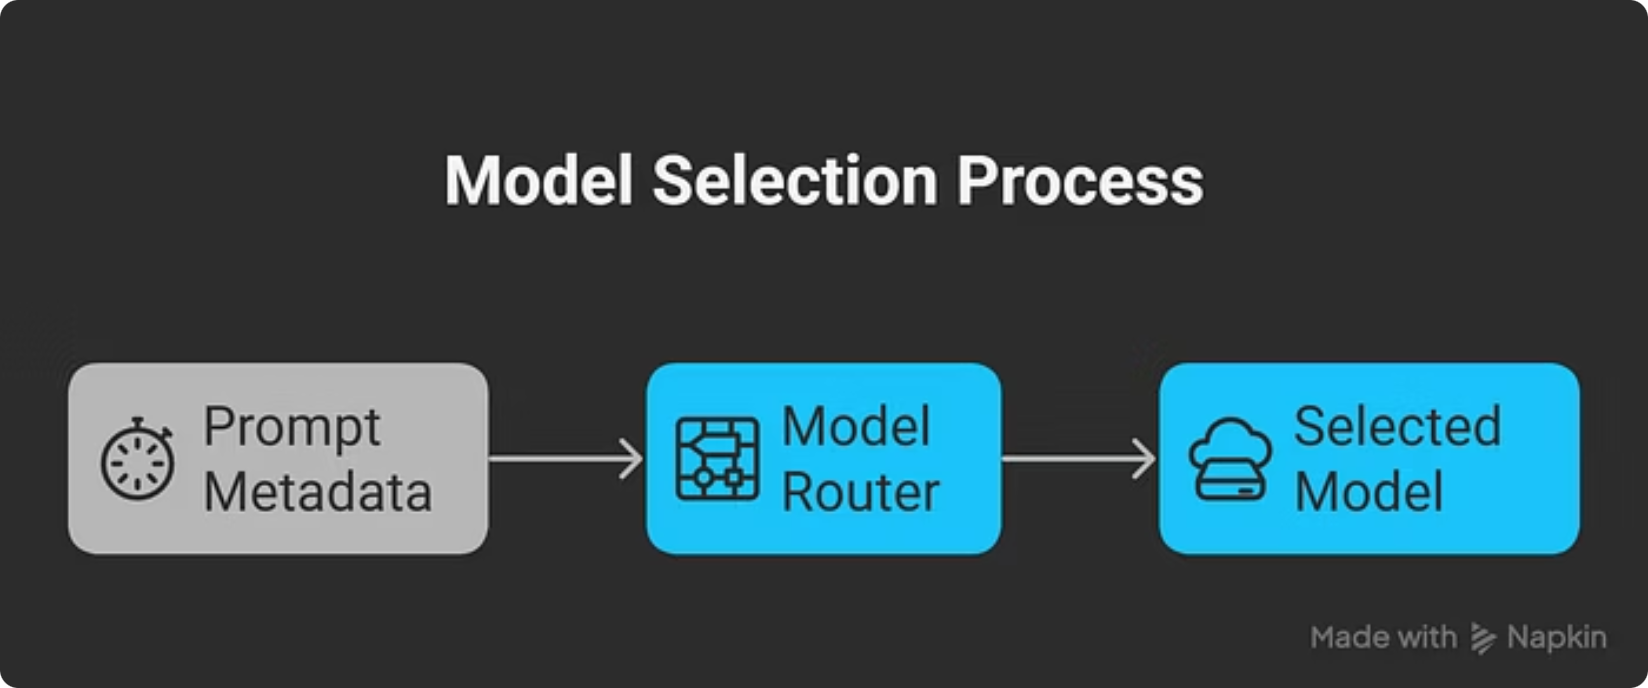 Model Selection Process
Prompt
Metadata
Model
Router
Selected
Model
Made with Napkin